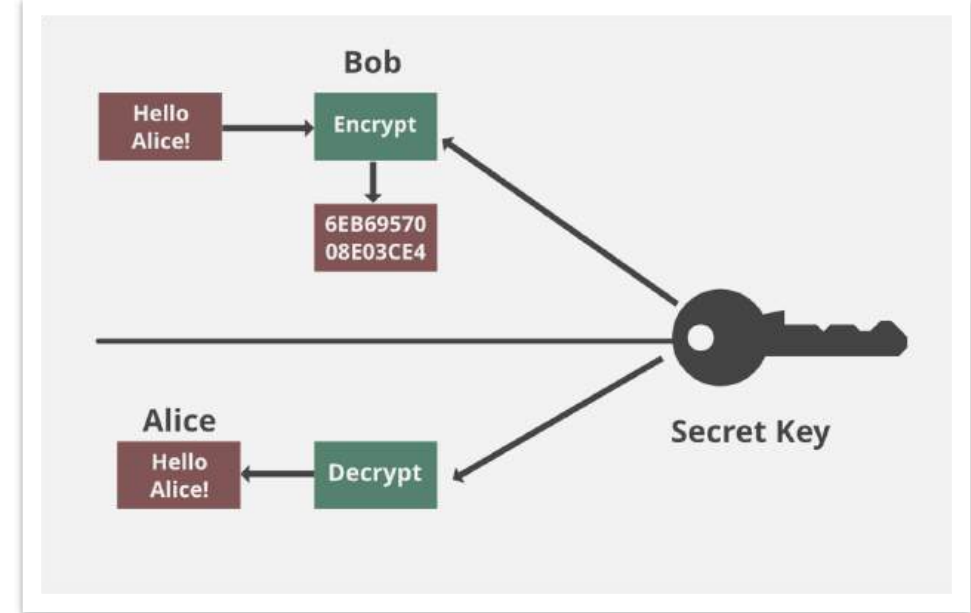 Bob
Hello
Alice!
Encrypt
6EB69570
08E03CE4
Secret Key
Alice
Hello
Alice!
Decrypt